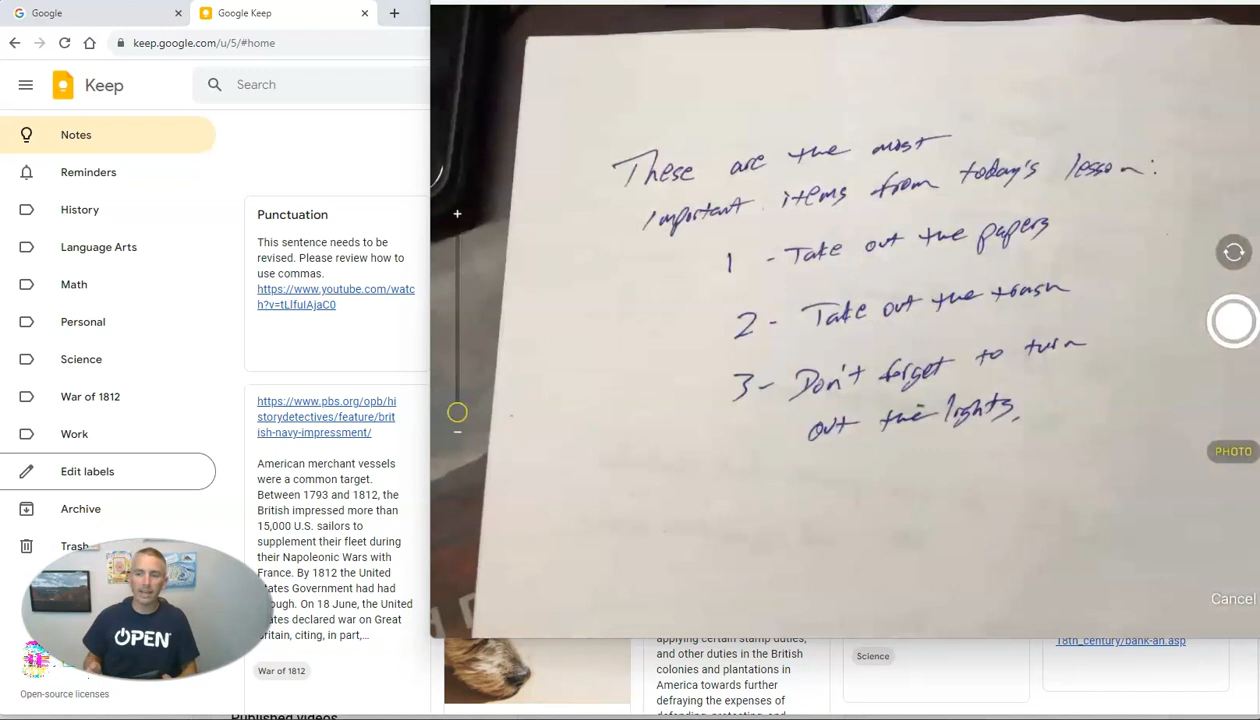 Google
Google Keep
keep.google.com/u/5/#home
Keep
Search
Notes
Reminders
History
Language Arts
Math
Personal
Science
War of 1812
Work
Edit labels
Archive
Trash
Open-source licenses
Punctuation
This sentence needs to be
revised. Please review how to
use commas.
https://www.youtube.com/watc
h?v=tLlfuIAjaC0
https://www.pbs.org/opb/hi
storydetectives/feature/brit
ish-navy-impressment/
American merchant vessels
were a common target.
Between 1793 and 1812, the
British impressed more than
15,000 U.S. sailors to
supplement their fleet during
their Napoleonic Wars with
France. By 1812 the United
States Government had had
enough. On 18 June, the United
States declared war on Great
Britain, citing, in part,...
War of 1812
Published videos
OPEN
These are the most
important items from today's lesson:
1 - Take out the papers
2 - Take out the trash
3 - Don't forget to turn
out the lights.
PHOTO
Cancel
applying certain stamp duties,
and other duties in the British
colonies and plantations in
America towards further
defraying the expenses of
defending, protecting, and
Science
18th_century/bank-an.asp